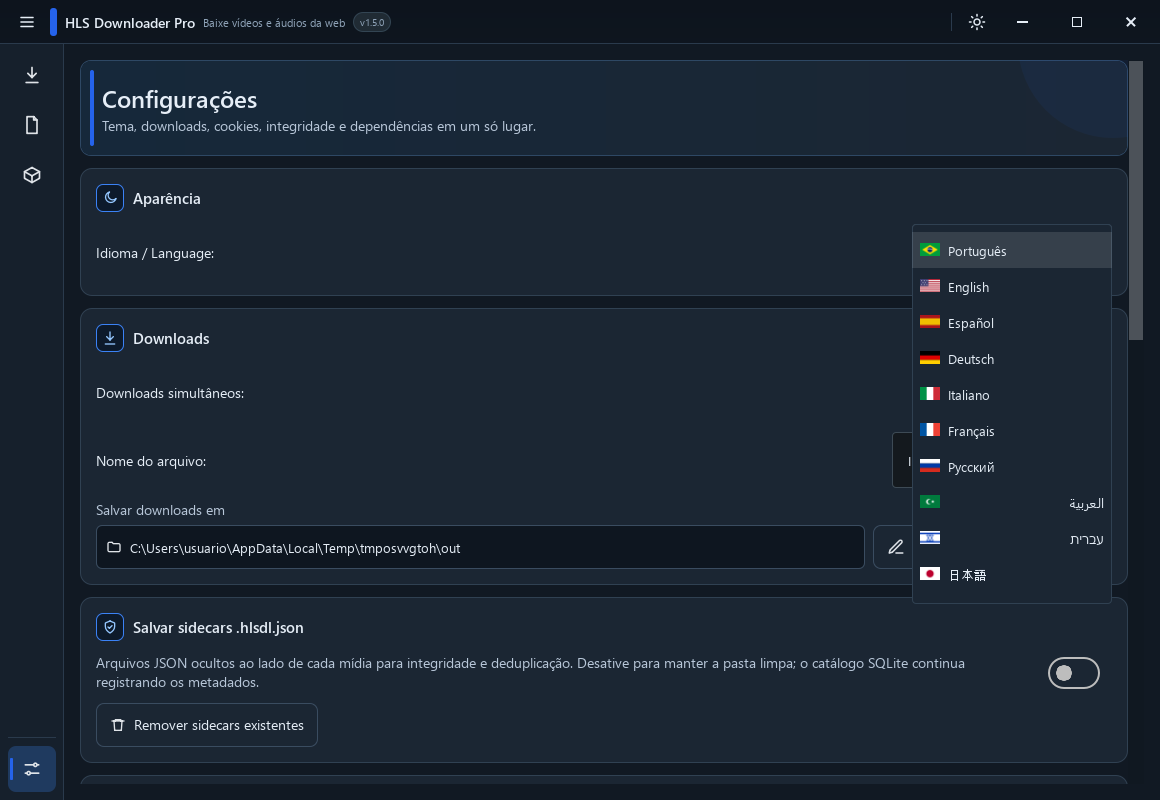 HLS Downloader Pro Baixe vídeos e áudios da web v1.5.0
Configurações
Tema, downloads, cookies, integridade e dependências em um só lugar.
Aparência
Idioma / Language:
Português
English
Español
Deutsch
Italiano
Français
Русский
العربية
עברית
日本語
Downloads
Downloads simultâneos:
Nome do arquivo:
Salvar downloads em
C:\Users\usuario\AppData\Local\Temp\tmposvvgtoh\out
Salvar sidecars .hlsdl.json
Arquivos JSON ocultos ao lado de cada mídia para integridade e deduplicação. Desative para manter a pasta limpa; o catálogo SQLite continua
registrando os metadados.
Remover sidecars existentes